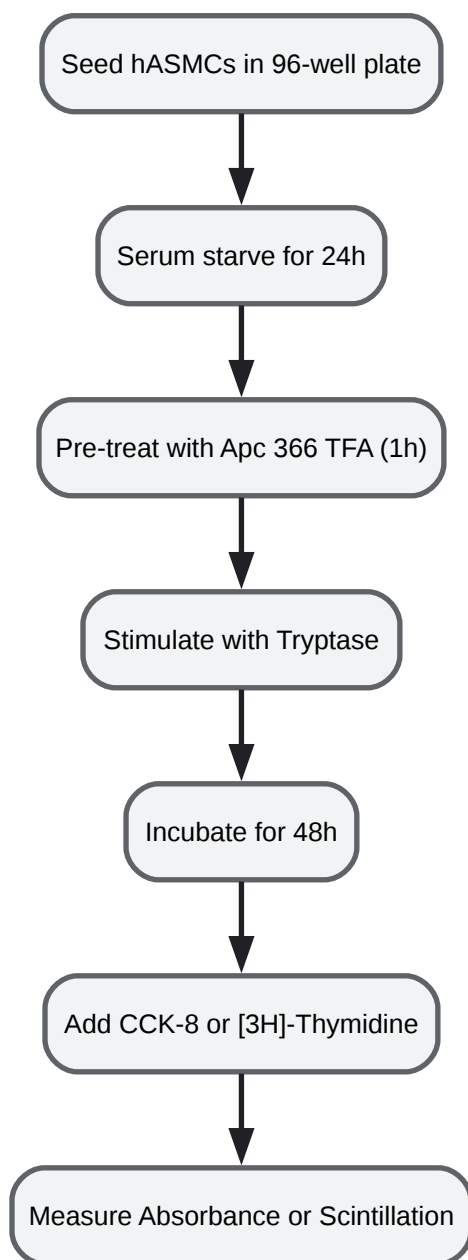 Seed hASMCs in 96-well plate
Serum starve for 24h
Pre-treat with Apc 366 TFA (1h)
Stimulate with Tryptase
Incubate for 48h
Add CCK-8 or [3H]-Thymidine
Measure Absorbance or Scintillation